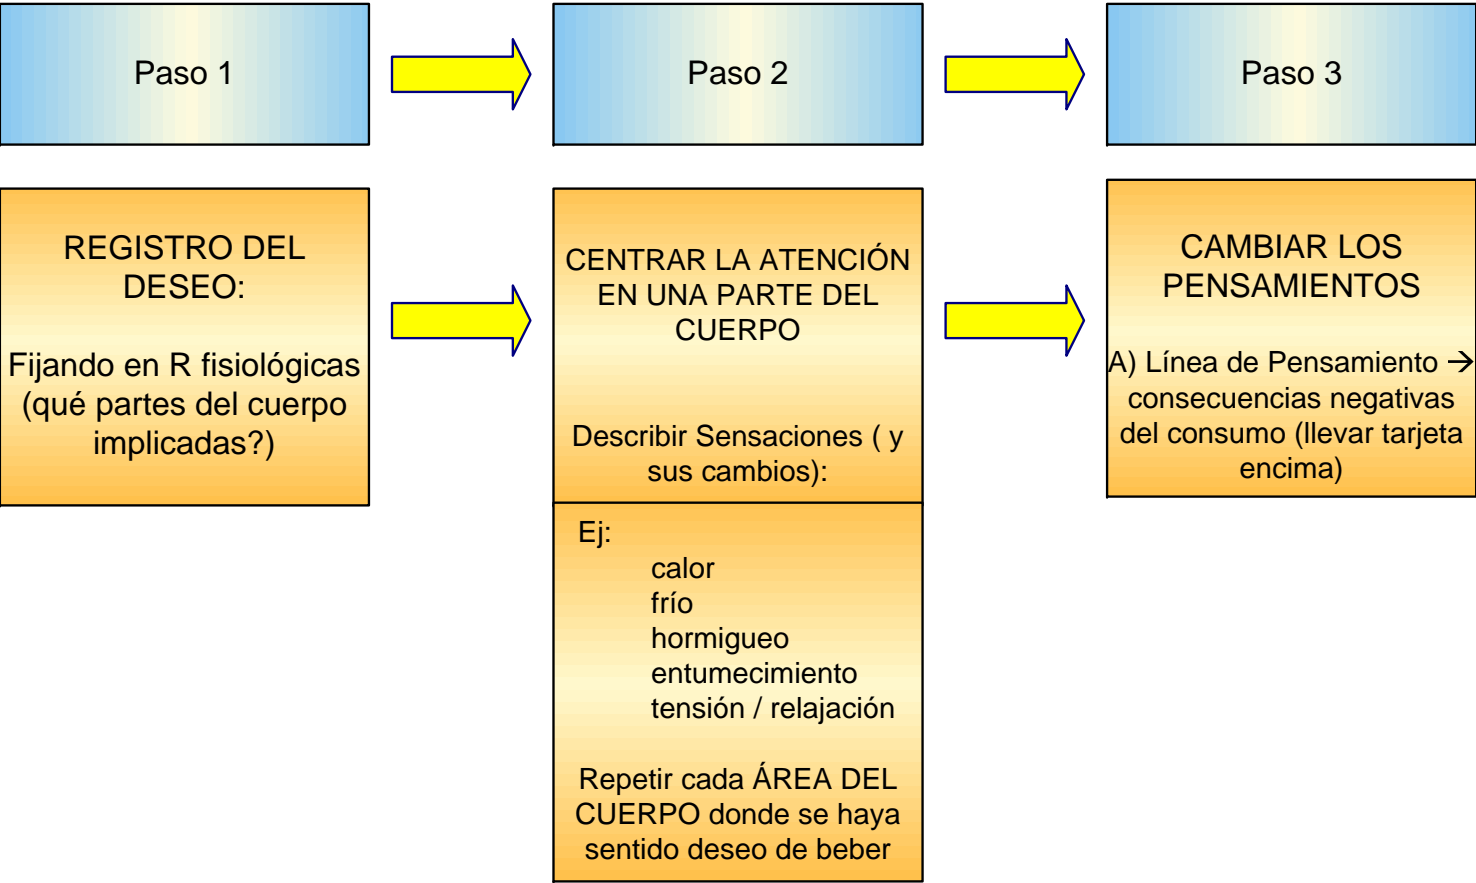 Paso 1
Paso 2
Paso 3
REGISTRO DEL
DESEO:
Fijando en R fisiológicas
(qué partes del cuerpo
implicadas?)
CENTRAR LA ATENCIÓN
EN UNA PARTE DEL
CUERPO
Describir Sensaciones ( y
sus cambios):
Ej:
calor
frío
hormigueo
entumecimiento
tensión / relajación
Repetir cada ÁREA DEL
CUERPO donde se haya
sentido deseo de beber
CAMBIAR LOS
PENSAMIENTOS
A) Línea de Pensamiento →
consecuencias negativas
del consumo (llevar tarjeta
encima)